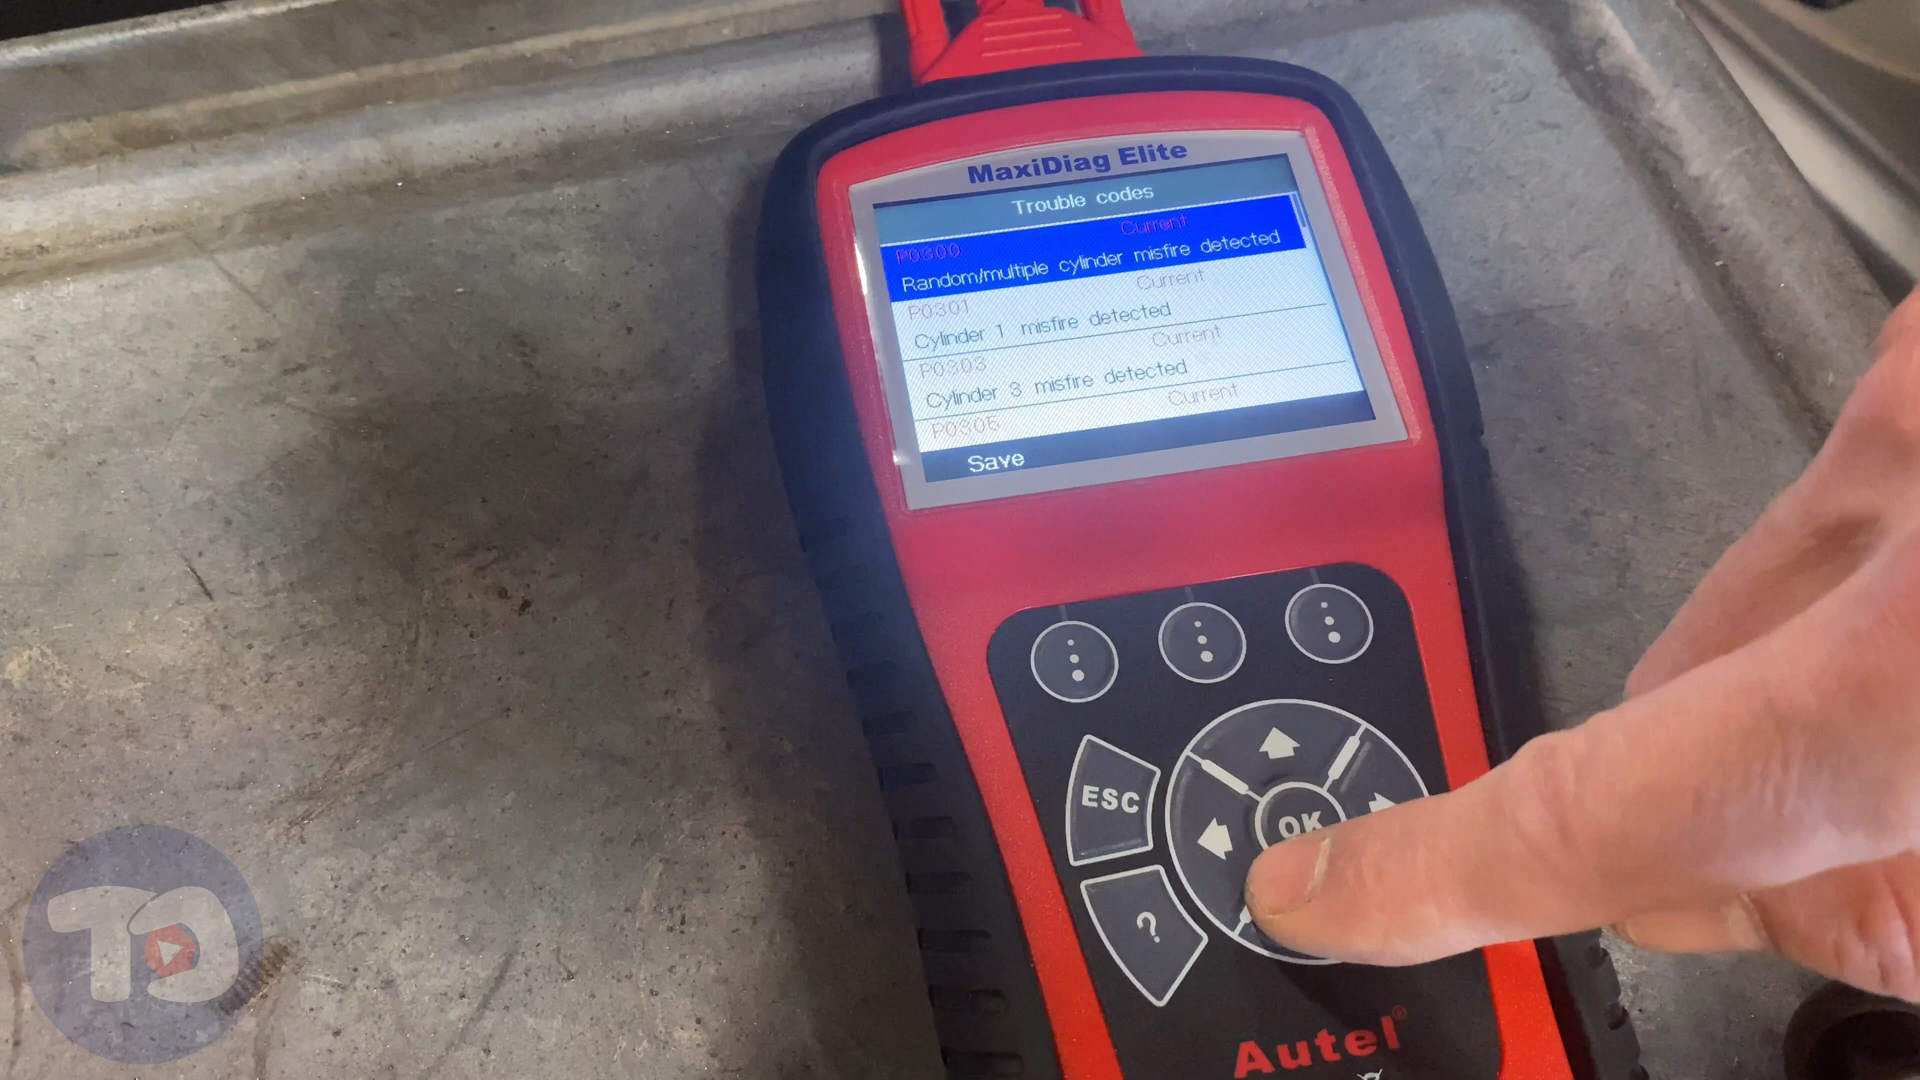 MaxiDiag Elite
Trouble codes
P0300 Current
Random/multiple cylinder misfire detected
P0301 Current
Cylinder 1 misfire detected
P0303 Current
Cylinder 3 misfire detected
P0305 Current
Save
ESC
OK
?
Autel®
TO